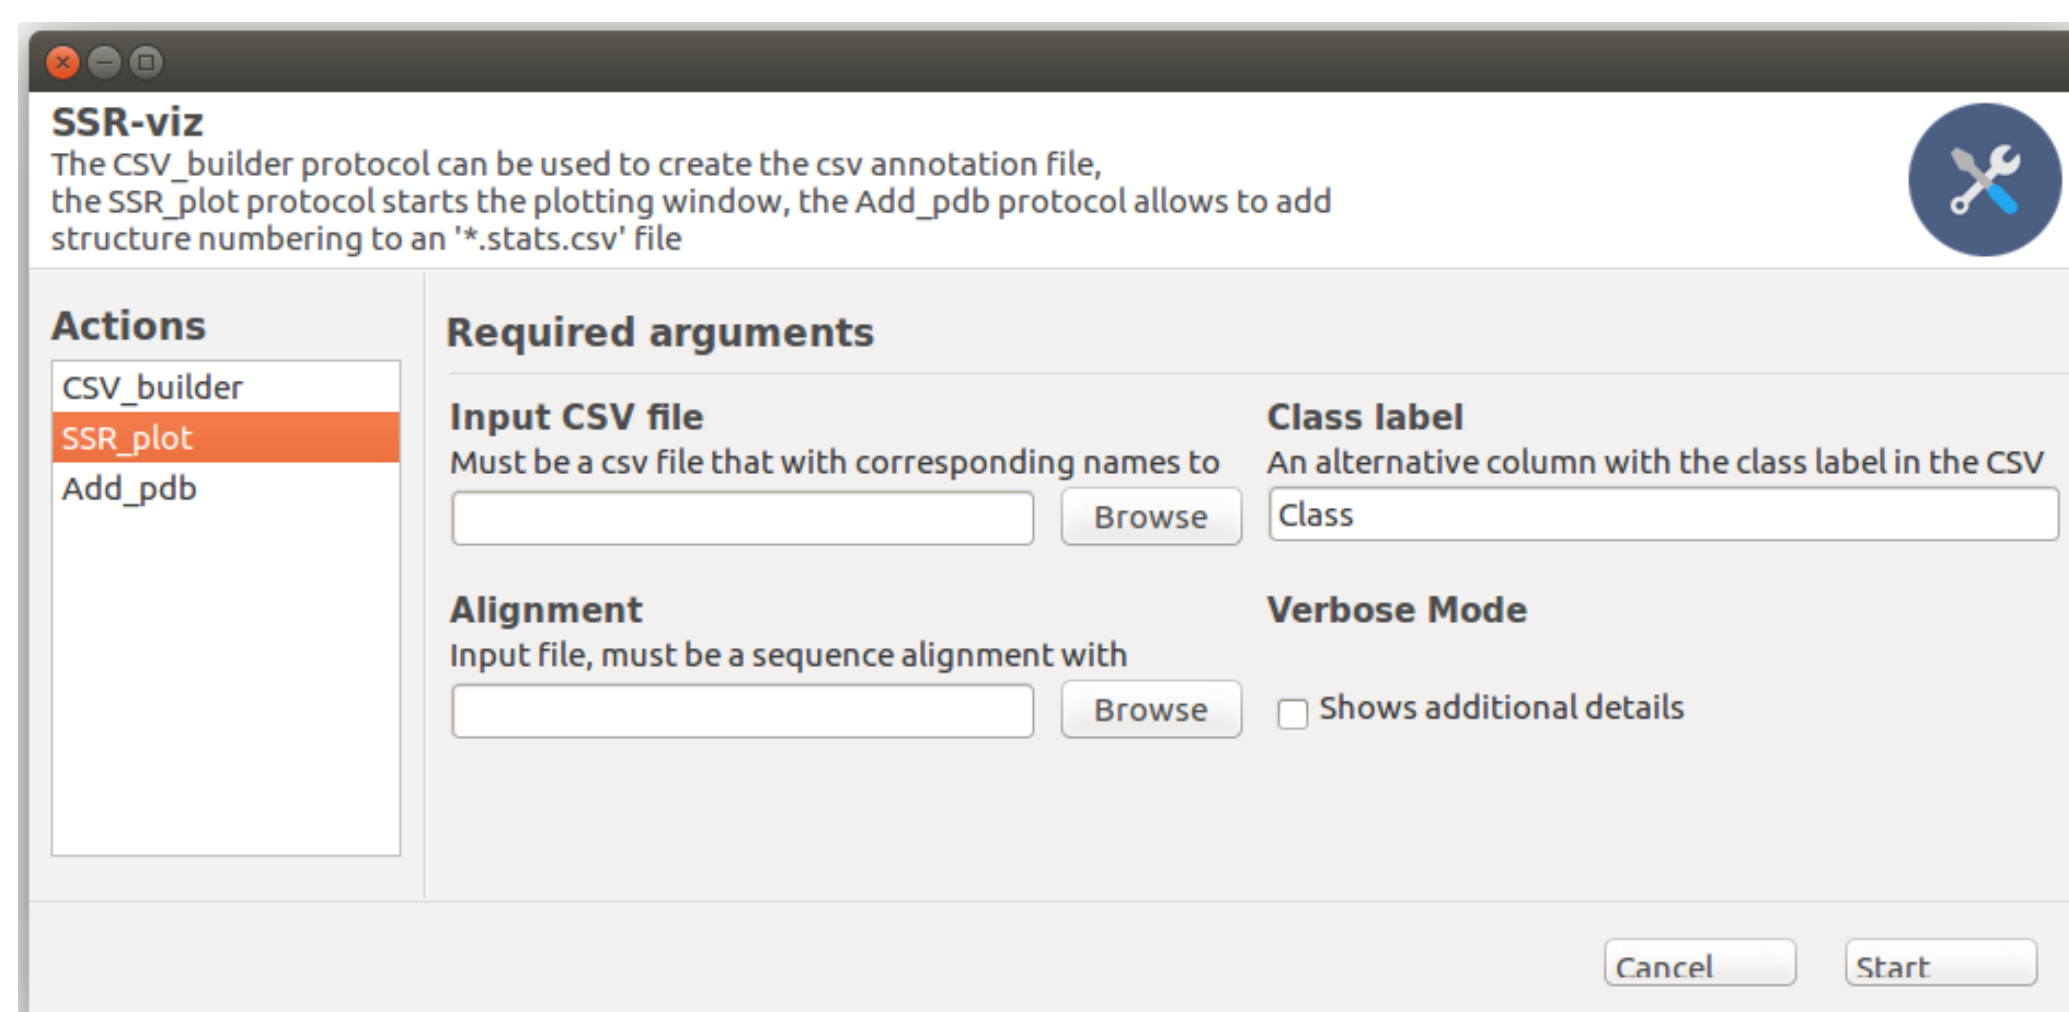 SSR-viz
The CSV_builder protocol can be used to create the csv annotation file,
the SSR_plot protocol starts the plotting window, the Add_pdb protocol allows to add
structure numbering to an '*.stats.csv' file
Actions
CSV_builder
SSR_plot
Add_pdb
Required arguments
Input CSV file
Must be a csv file that with corresponding names to
Browse
Class label
An alternative column with the class label in the CSV
Class
Alignment
Input file, must be a sequence alignment with
Browse
Verbose Mode
Shows additional details
Cancel
Start